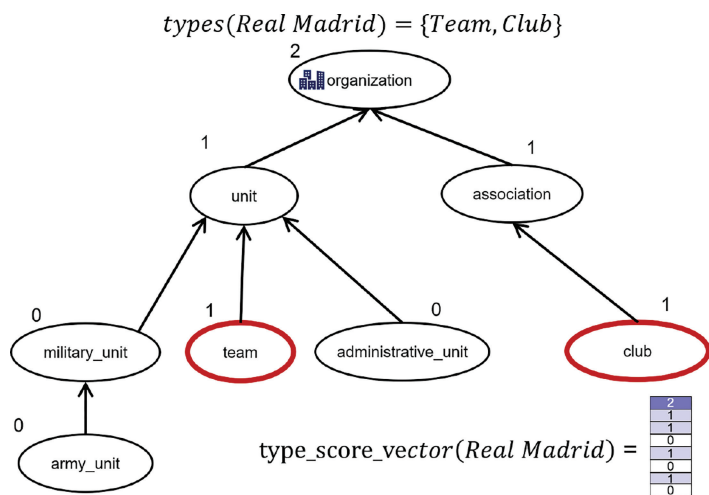 types(Real Madrid) = {Team, Club}
2
organization
1
1
unit
association
0
1
0
1
military_unit
team
administrative_unit
club
0
army_unit
type_score_vector(Real Madrid) =
2
1
1
0
1
0
1
0